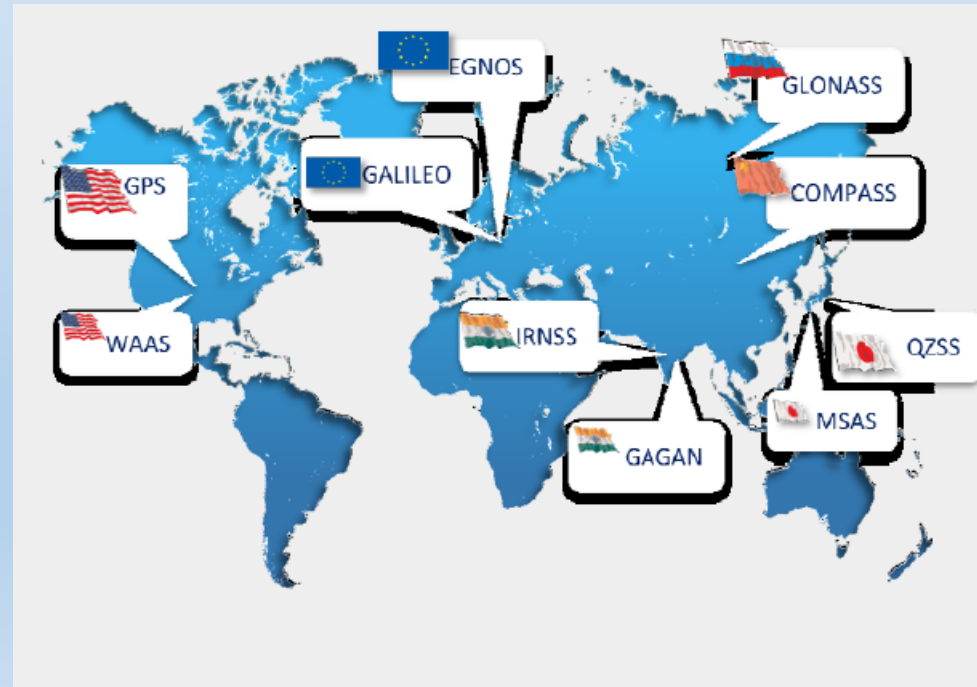 EGNOS
GLONASS
GALILEO
GPS
COMPASS
WAAS
IRNSS
QZSS
MSAS
GAGAN